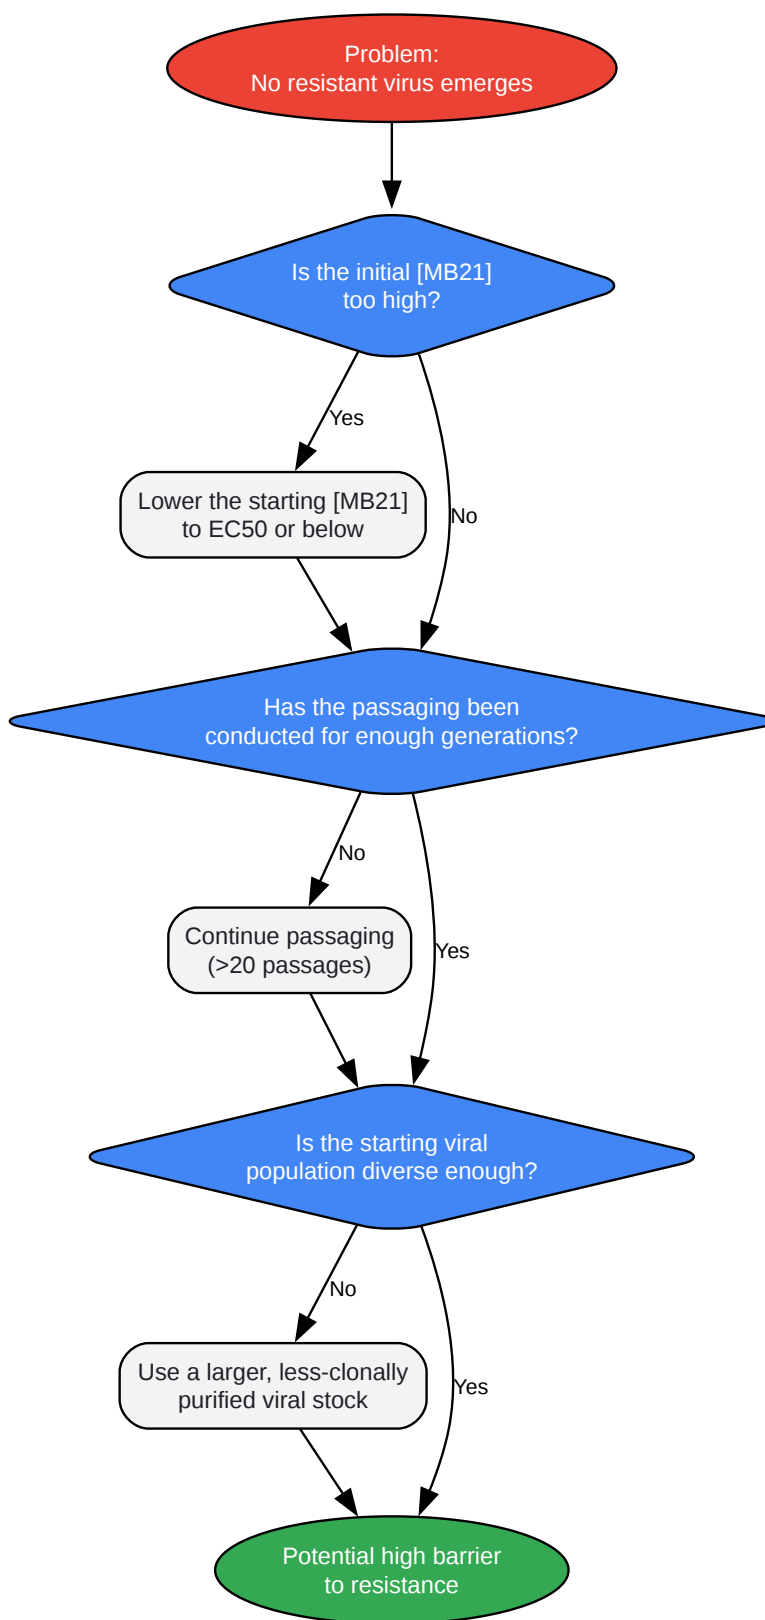 Problem:
No resistant virus emerges
Is the initial [MB21]
too high?
Yes
Lower the starting [MB21]
to EC50 or below
No
Has the passaging been
conducted for enough generations?
No
Continue passaging
(>20 passages)
Yes
Is the starting viral
population diverse enough?
No
Use a larger, less-clonally
purified viral stock
Yes
Potential high barrier
to resistance